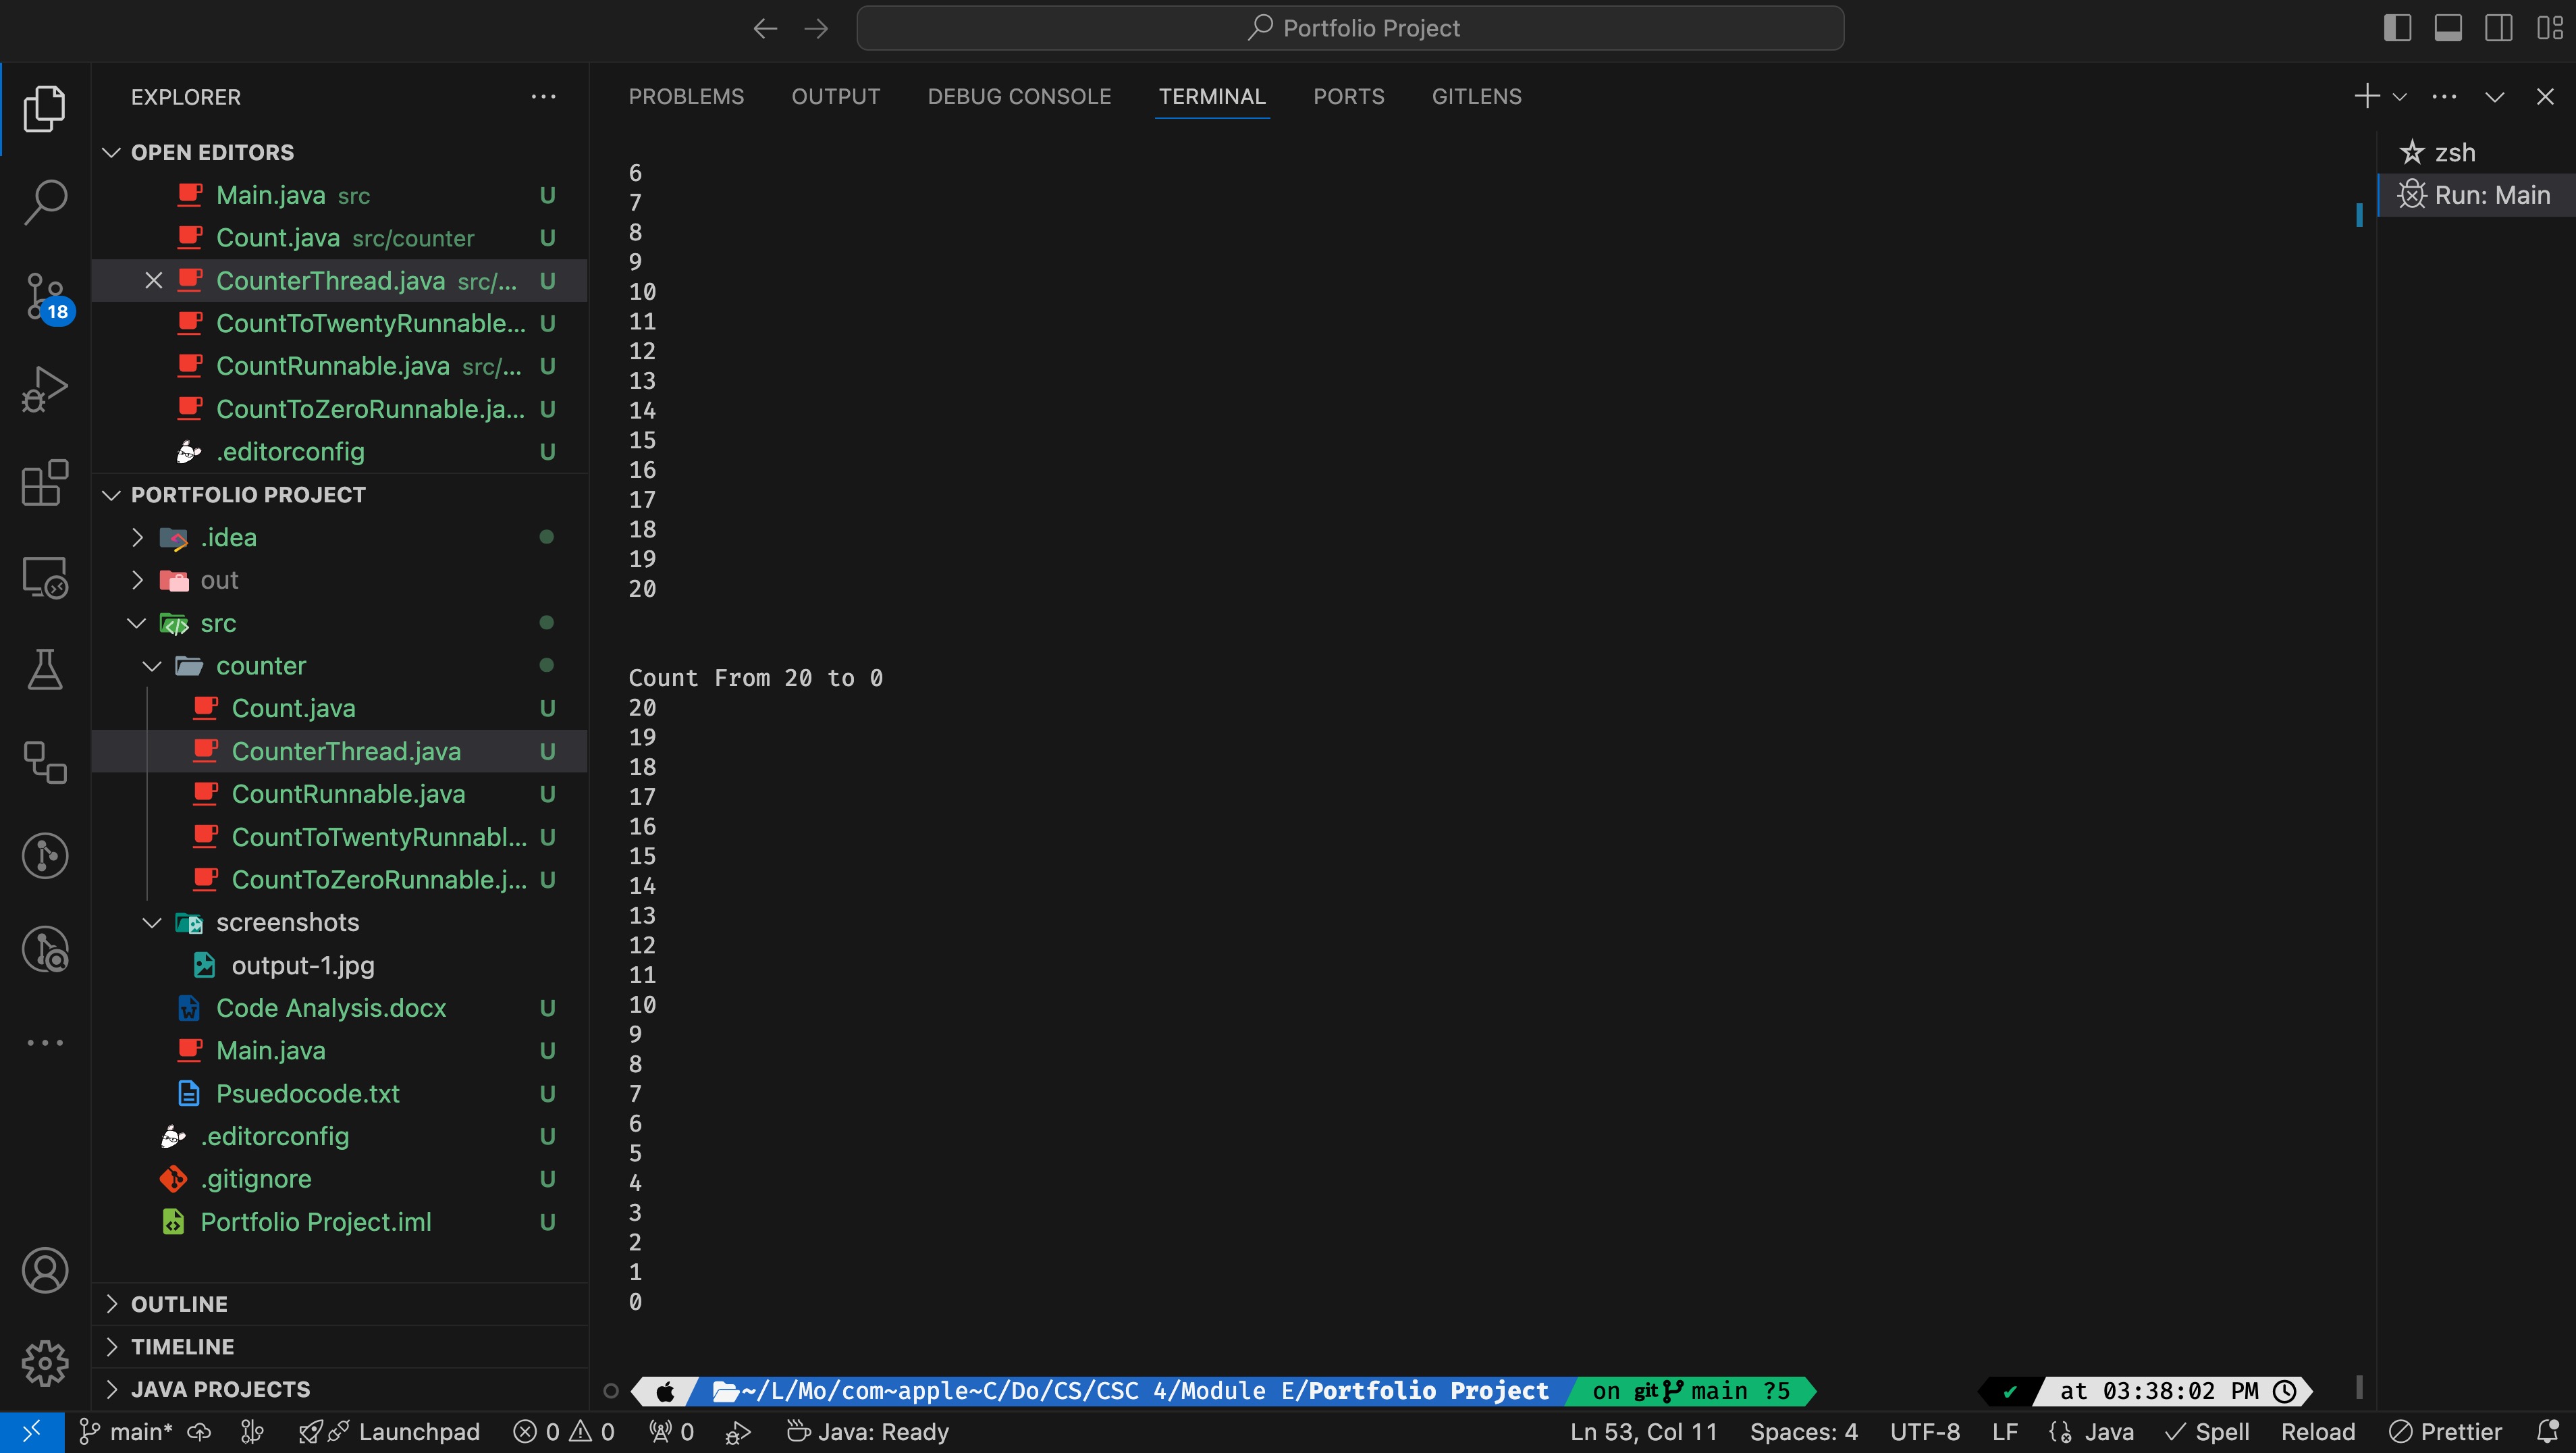 Portfolio Project
EXPLORER
OPEN EDITORS
Main.java src U
Count.java src/counter U
CounterThread.java src/... U
CountToTwentyRunnable... U
CountRunnable.java src/... U
CountToZeroRunnable.ja... U
.editorconfig U
PORTFOLIO PROJECT
.idea
out
src
counter
Count.java U
CounterThread.java U
CountRunnable.java U
CountToTwentyRunnabl... U
CountToZeroRunnable.j... U
screenshots
output-1.jpg
Code Analysis.docx U
Main.java U
Psuedocode.txt U
.editorconfig U
.gitignore U
Portfolio Project.iml U
OUTLINE
TIMELINE
JAVA PROJECTS
18
PROBLEMS OUTPUT DEBUG CONSOLE TERMINAL PORTS GITLENS
6
7
8
9
10
11
12
13
14
15
16
17
18
19
20
Count From 20 to 0
20
19
18
17
16
15
14
13
12
11
10
9
8
7
6
5
4
3
2
1
0
~/L/Mo/com~apple~C/Do/CS/CSC 4/Module E/Portfolio Project on git main ?5 ✔ at 03:38:02 PM
zsh
Run: Main
main* Launchpad 0 0 0 Java: Ready Ln 53, Col 11 Spaces: 4 UTF-8 LF Java Spell Reload Prettier